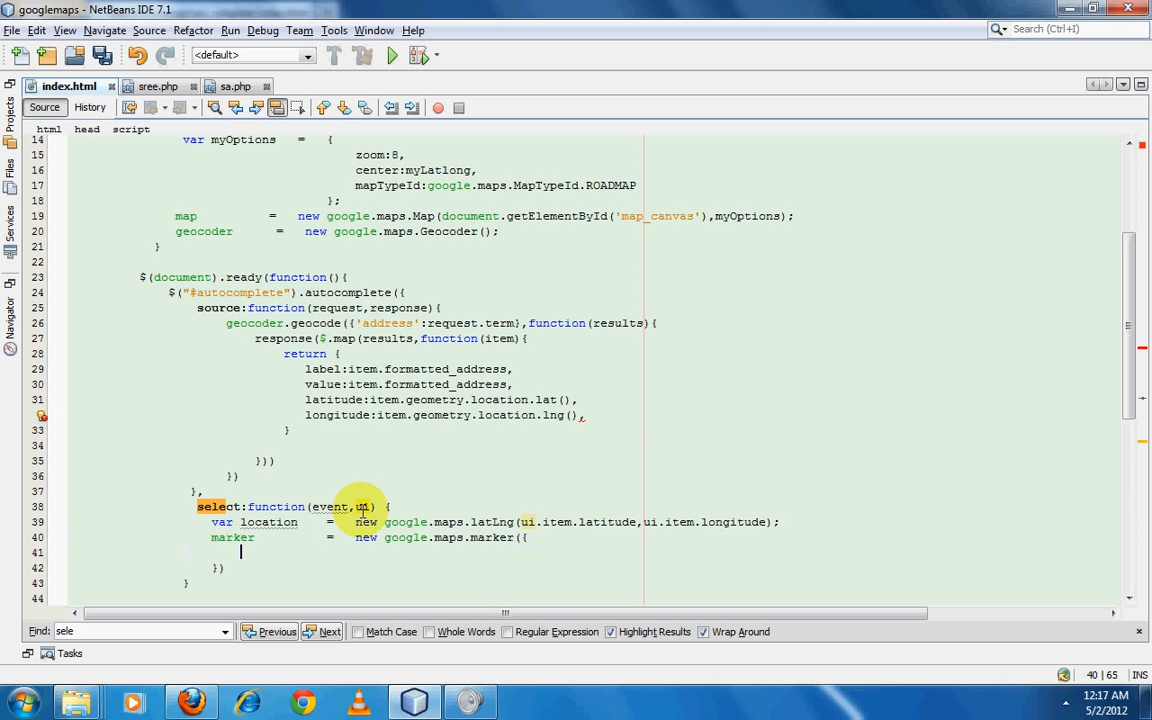 googlemaps - NetBeans IDE 7.1
File Edit View Navigate Source Refactor Run Debug Team Tools Window Help
Search (Ctrl+I)
<default>
index.html sree.php sa.php
Source History
html head script
Projects
Files
Services
Navigator
14 var myOptions = {
15 zoom:8,
16 center:myLatlong,
17 mapTypeId:google.maps.MapTypeId.ROADMAP
18 };
19 map = new google.maps.Map(document.getElementById('map_canvas'),myOptions);
20 geocoder = new google.maps.Geocoder();
21 }
22
23 $(document).ready(function(){
24 $("#autocomplete").autocomplete({
25 source:function(request,response){
26 geocoder.geocode({'address':request.term},function(results){
27 response($.map(results,function(item){
28 return {
29 label:item.formatted_address,
30 value:item.formatted_address,
31 latitude:item.geometry.location.lat(),
longitude:item.geometry.location.lng(),
33 }
34
35 }))
36 })
37 },
38 select:function(event,ui) {
39 var location = new google.maps.latLng(ui.item.latitude,ui.item.longitude);
40 marker = new google.maps.marker({
41
42 })
43 }
44
Find: sele Previous Next Match Case Whole Words Regular Expression Highlight Results Wrap Around
Tasks
40 | 65 INS
12:17 AM
5/2/2012